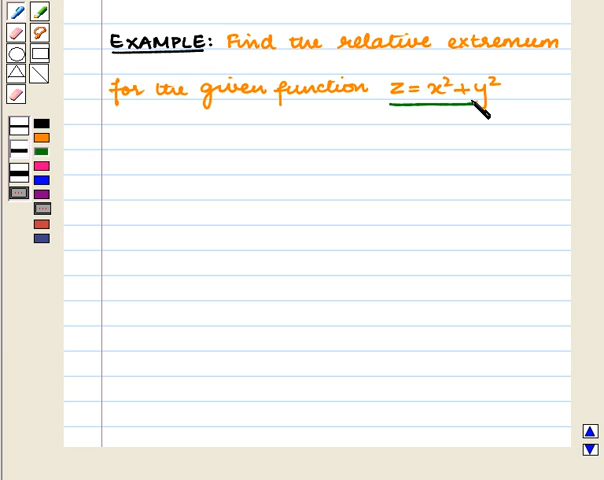 EXAMPLE: Find the relative extremum
for the given function z = x² + y²